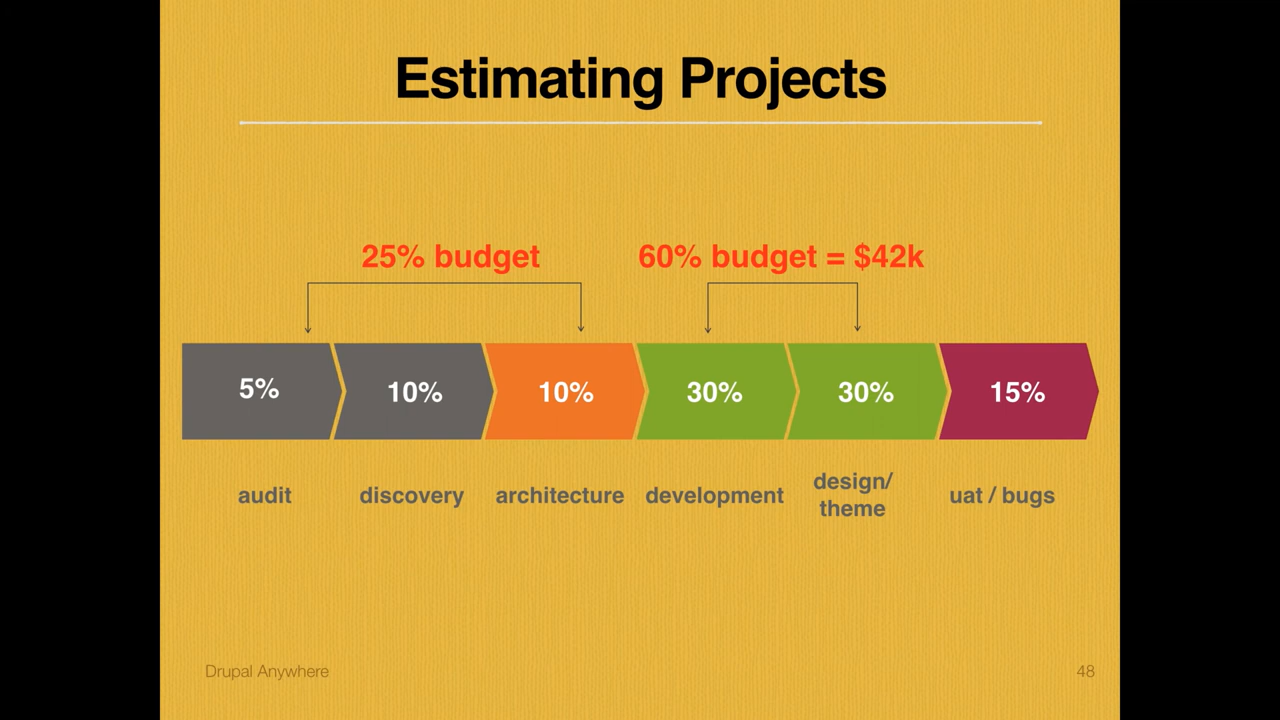 Estimating Projects
25% budget
60% budget = $42k
5%
10%
10%
30%
30%
15%
audit
discovery
architecture
development
design/
theme
uat / bugs
Drupal Anywhere
48